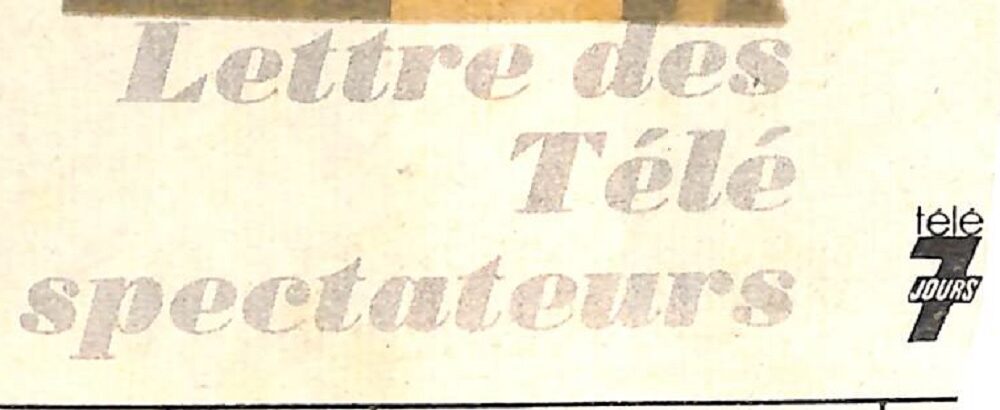 Lettre des
Télé
spectateurs
télé
7
JOURS